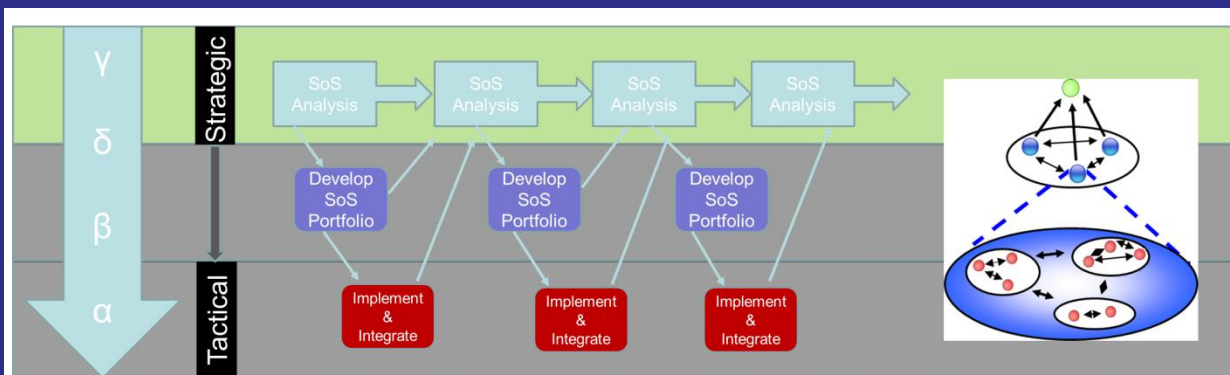 γ
δ
β
α
Strategic
Tactical
SoS
Analysis
SoS
Analysis
SoS
Analysis
SoS
Analysis
Develop
SoS
Portfolio
Develop
SoS
Portfolio
Develop
SoS
Portfolio
Implement
&
Integrate
Implement
&
Integrate
Implement
&
Integrate